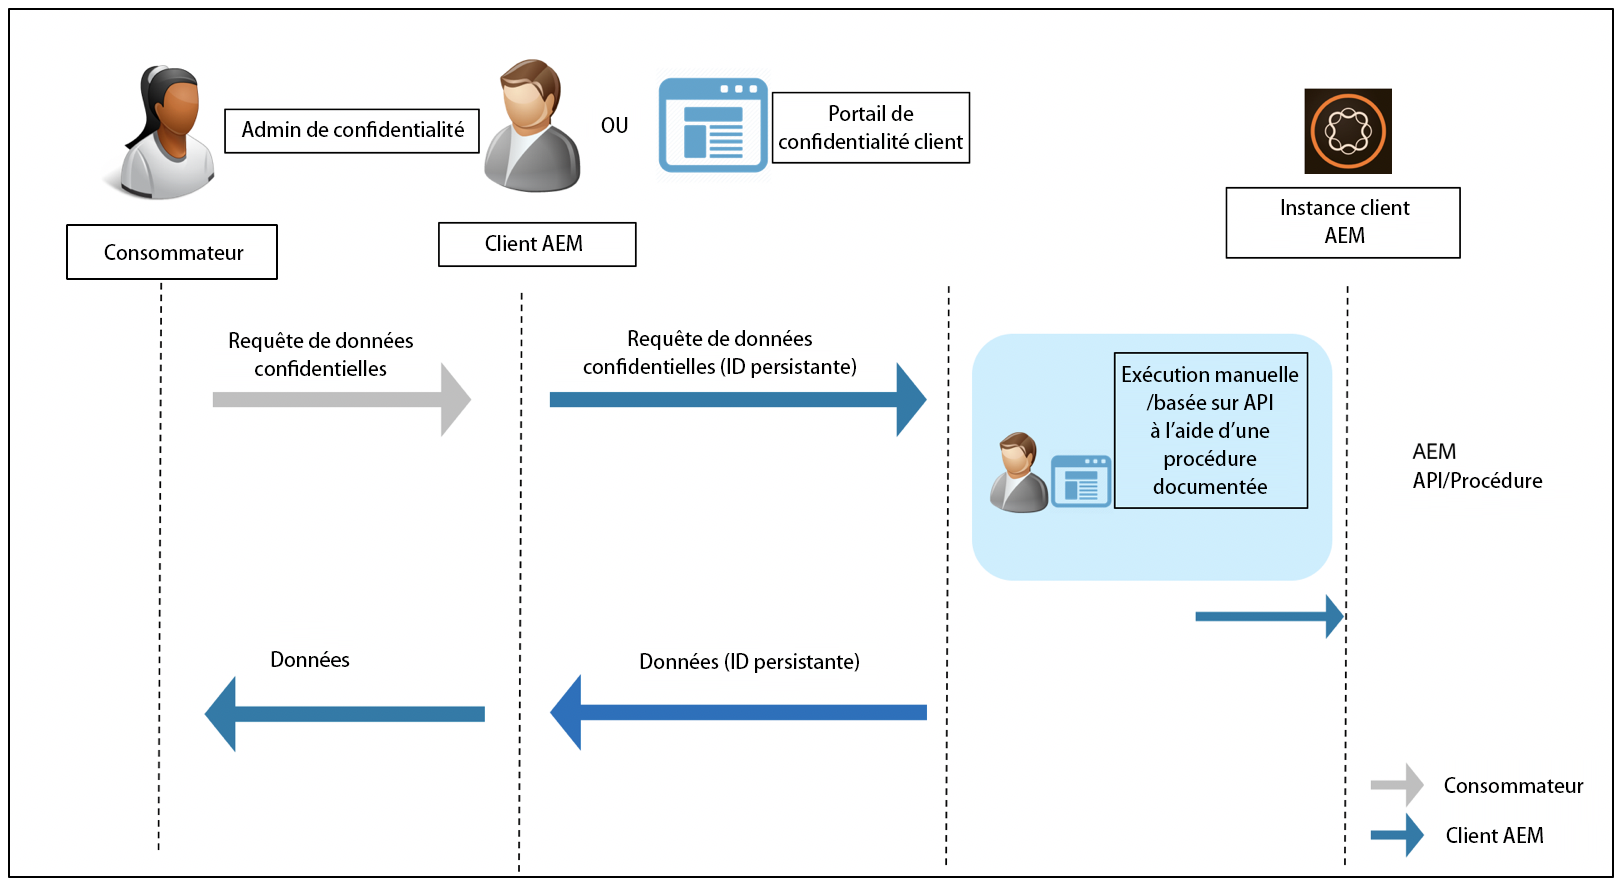 Admin de confidentialité
OU
Portail de
confidentialité client
Consommateur
Client AEM
Instance client
AEM
Requête de données
confidentielles
Requête de données
confidentielles (ID persistante)
Exécution manuelle
/basée sur API
à l’aide d’une
procédure
documentée
AEM
API/Procédure
Données
Données (ID persistante)
Consommateur
Client AEM